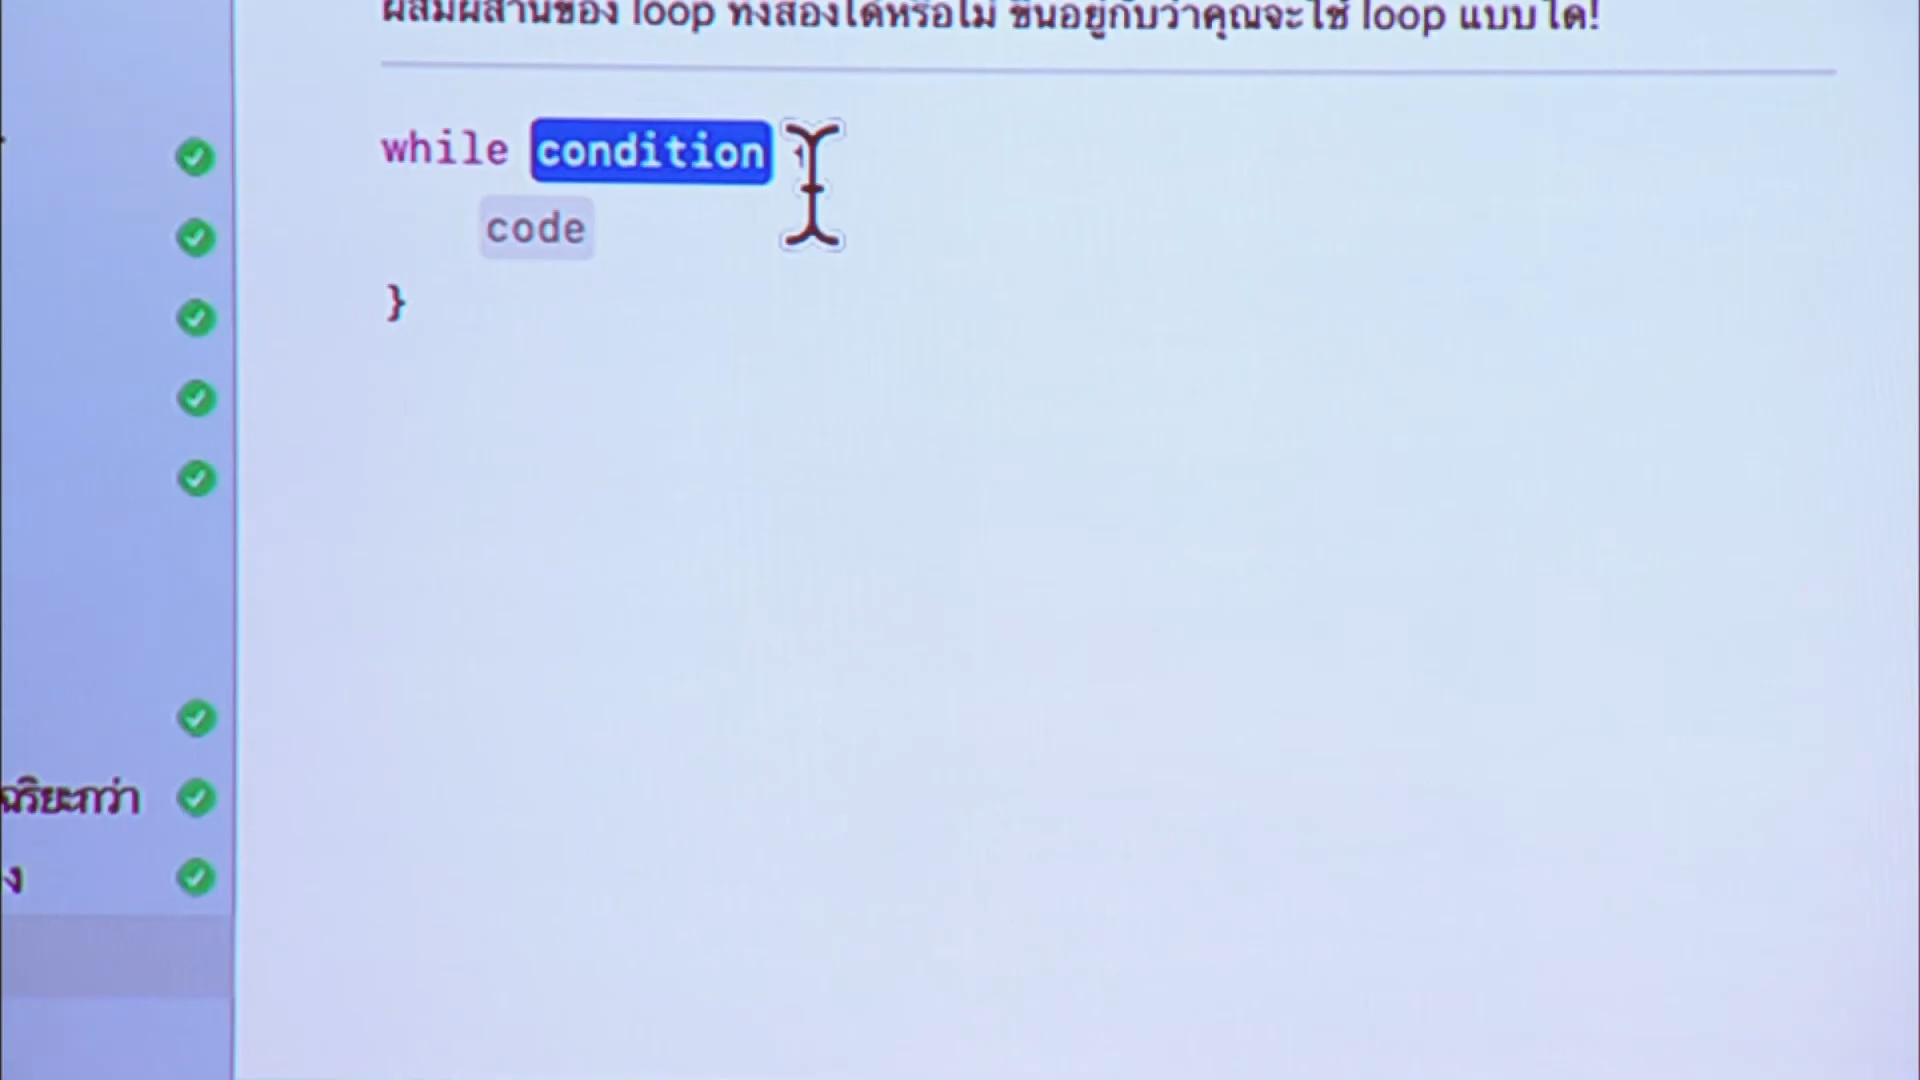 ผสมผสานของ loop ทั้งสองได้หรือไม่ ขึ้นอยู่กับว่าคุณจะใช้ loop แบบใด!
while condition {
code
}
ฉริยะกว่า
ง